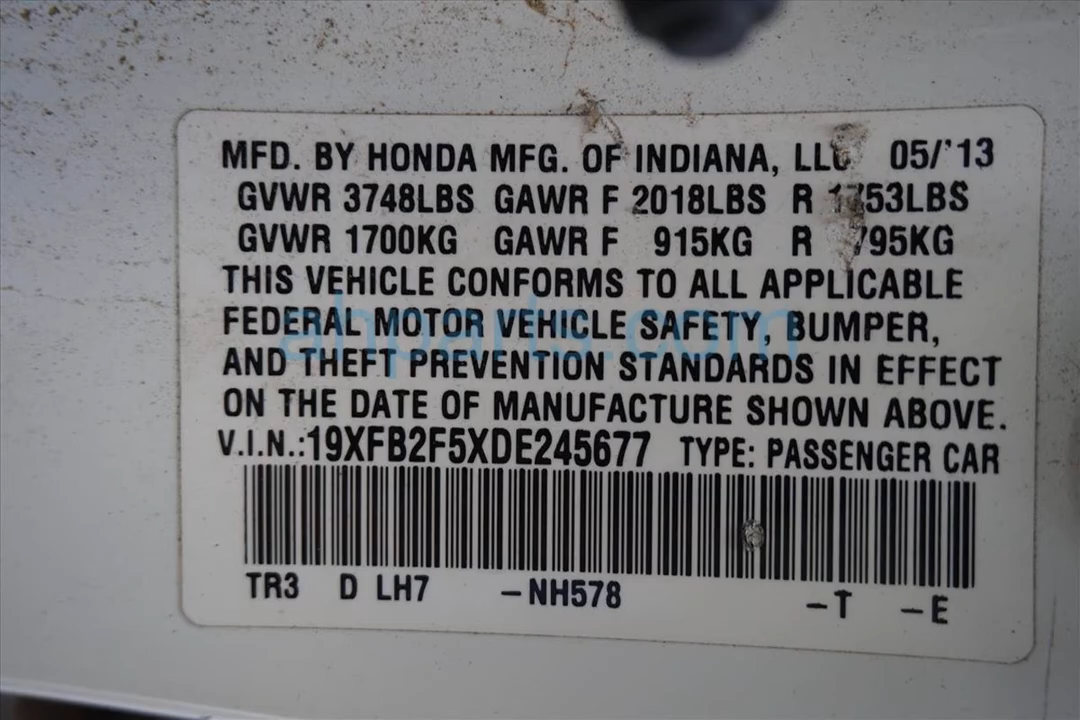 MFD. BY HONDA MFG. OF INDIANA, LLC 05/'13
GVWR 3748LBS GAWR F 2018LBS R 1753LBS
GVWR 1700KG GAWR F 915KG R 795KG
THIS VEHICLE CONFORMS TO ALL APPLICABLE
FEDERAL MOTOR VEHICLE SAFETY, BUMPER,
AND THEFT PREVENTION STANDARDS IN EFFECT
ON THE DATE OF MANUFACTURE SHOWN ABOVE.
V.I.N.:19XFB2F5XDE245677 TYPE: PASSENGER CAR
TR3 D LH7 -NH578 -T -E
ahparts.com